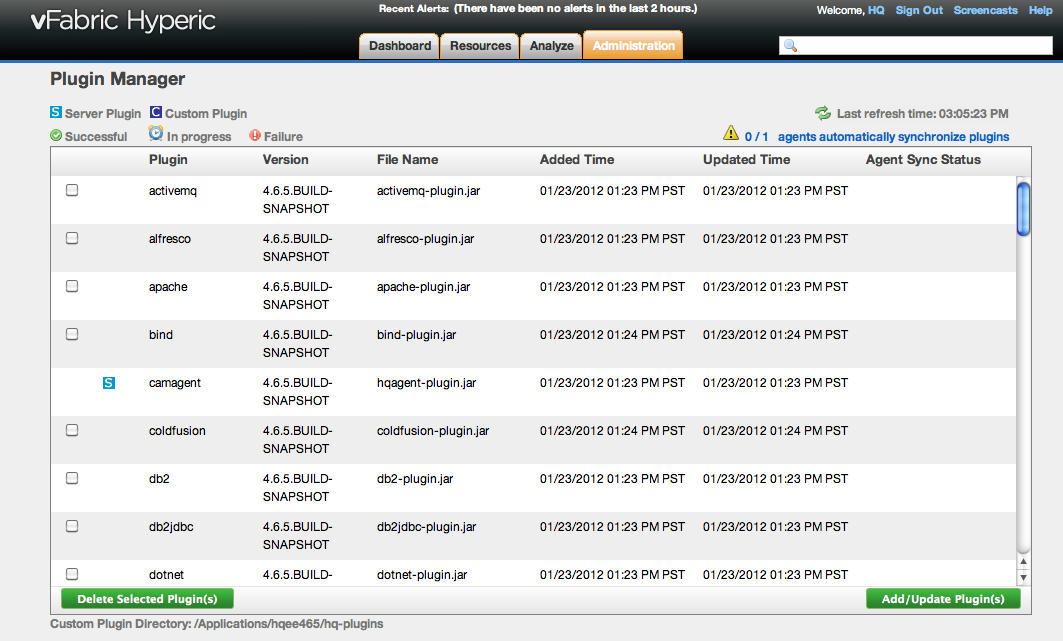 vFabric Hyperic
Recent Alerts: (There have been no alerts in the last 2 hours.)
Welcome, HQ Sign Out Screencasts Help
Dashboard Resources Analyze Administration
Plugin Manager
S Server Plugin C Custom Plugin
Last refresh time: 03:05:23 PM
Successful In progress Failure
0 / 1 agents automatically synchronize plugins
Plugin Version File Name Added Time Updated Time Agent Sync Status
activemq 4.6.5.BUILD- activemq-plugin.jar 01/23/2012 01:23 PM PST 01/23/2012 01:23 PM PST
SNAPSHOT
alfresco 4.6.5.BUILD- alfresco-plugin.jar 01/23/2012 01:23 PM PST 01/23/2012 01:23 PM PST
SNAPSHOT
apache 4.6.5.BUILD- apache-plugin.jar 01/23/2012 01:23 PM PST 01/23/2012 01:23 PM PST
SNAPSHOT
bind 4.6.5.BUILD- bind-plugin.jar 01/23/2012 01:24 PM PST 01/23/2012 01:24 PM PST
SNAPSHOT
S camagent 4.6.5.BUILD- hqagent-plugin.jar 01/23/2012 01:23 PM PST 01/23/2012 01:23 PM PST
SNAPSHOT
coldfusion 4.6.5.BUILD- coldfusion-plugin.jar 01/23/2012 01:24 PM PST 01/23/2012 01:24 PM PST
SNAPSHOT
db2 4.6.5.BUILD- db2-plugin.jar 01/23/2012 01:23 PM PST 01/23/2012 01:23 PM PST
SNAPSHOT
db2jdbc 4.6.5.BUILD- db2jdbc-plugin.jar 01/23/2012 01:23 PM PST 01/23/2012 01:23 PM PST
SNAPSHOT
dotnet 4.6.5.BUILD- dotnet-plugin.jar 01/23/2012 01:23 PM PST 01/23/2012 01:23 PM PST
Delete Selected Plugin(s) Add/Update Plugin(s)
Custom Plugin Directory: /Applications/hqee465/hq-plugins